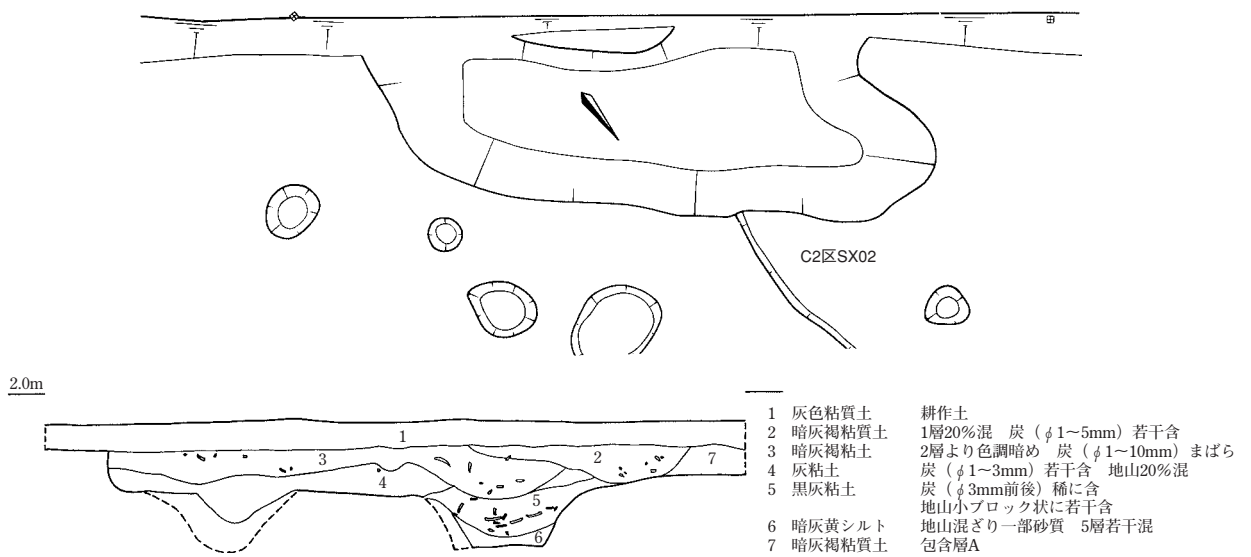 C2区SX02
2.0m
1 灰色粘質土 耕作土
2 暗灰褐粘質土 1層20%混 炭(φ1~5mm)若干含
3 暗灰褐粘土 2層より色調暗め 炭(φ1~10mm)まばら
4 灰粘土 炭(φ1~3mm)若干含 地山20%混
5 黒灰粘土 炭(φ3mm前後)稀に含
地山小ブロック状に若干含
6 暗灰黄シルト 地山混ざり一部砂質 5層若干混
7 暗灰褐粘質土 包含層A
1
3
2
7
4
5
6